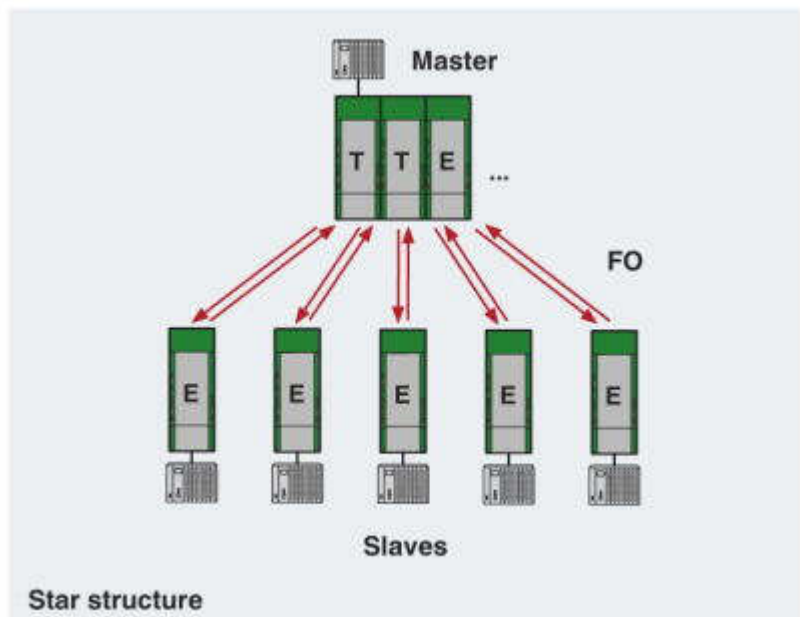 Master
T T E ...
FO
E E E E E
Slaves
Star structure